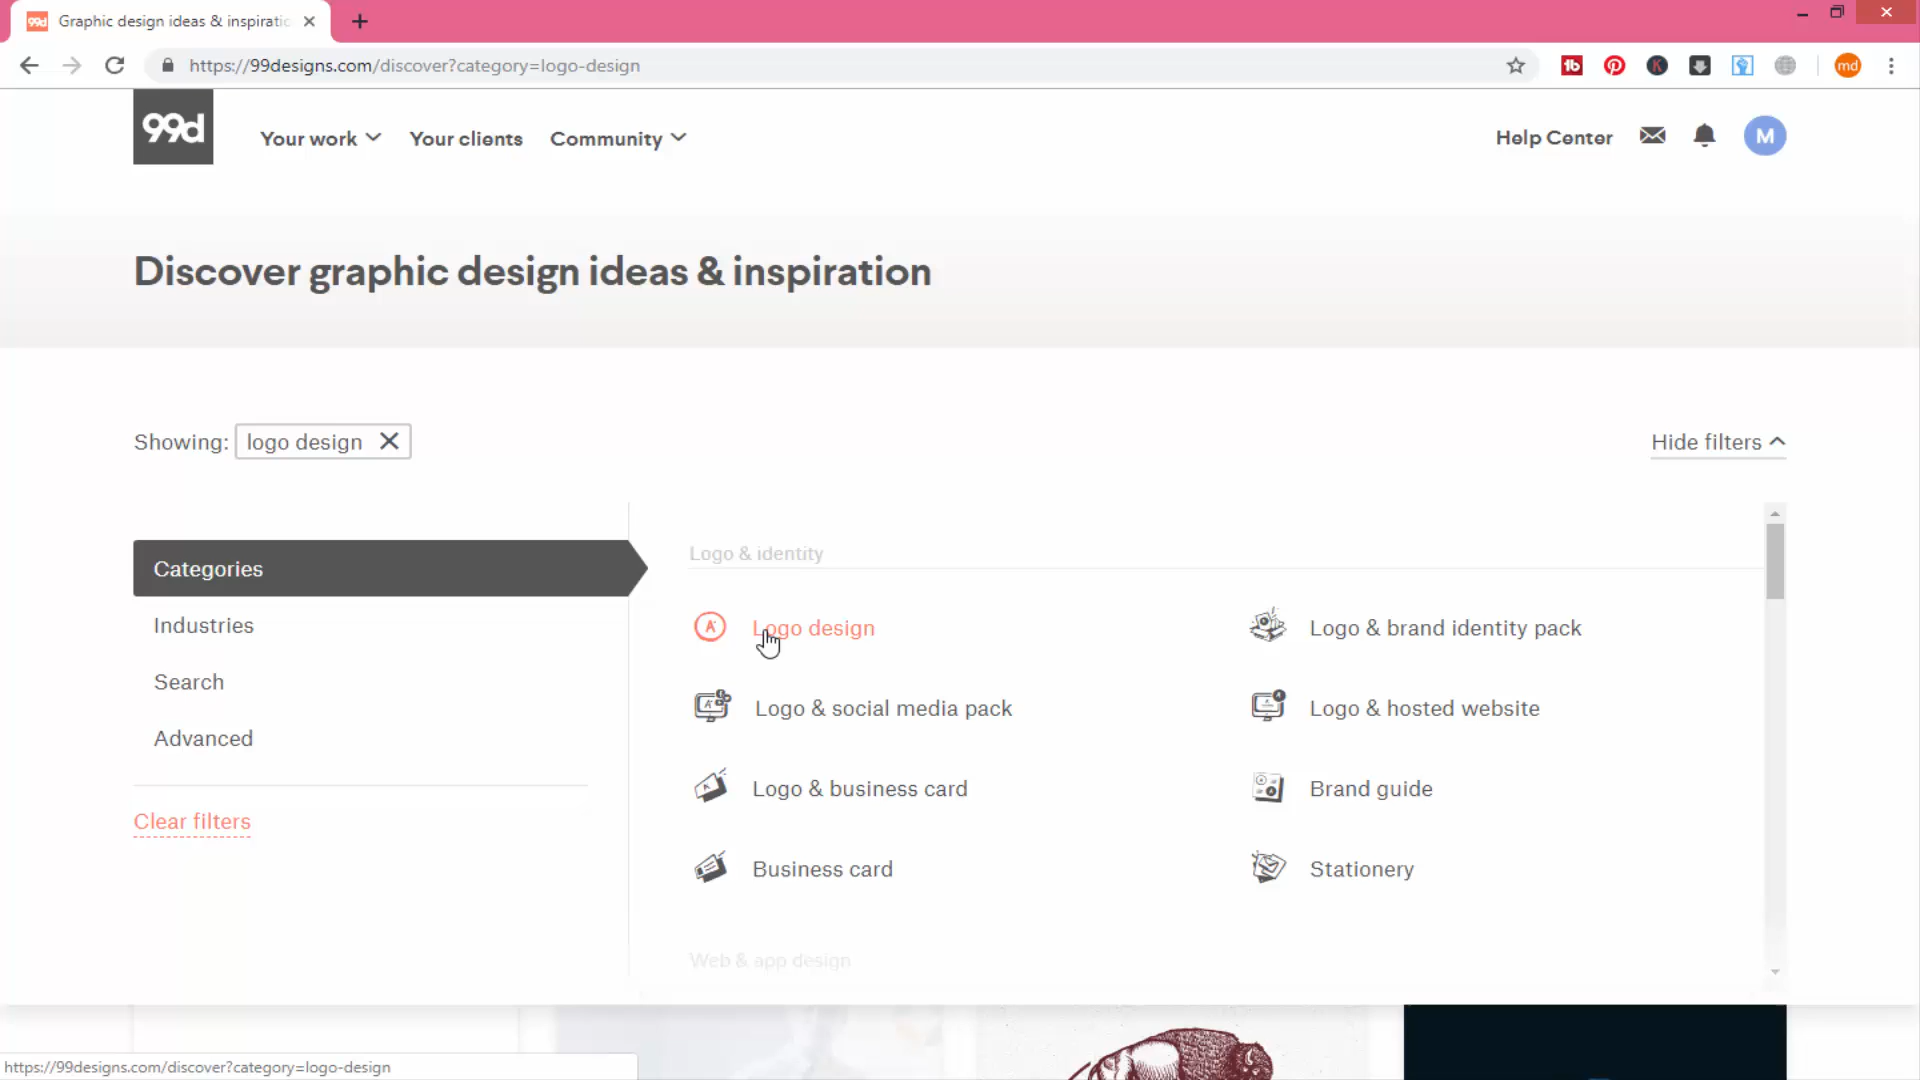 99d Graphic design ideas & inspiratio
https://99designs.com/discover?category=logo-design
md
99d Your work Your clients Community Help Center M
Discover graphic design ideas & inspiration
Showing: logo design Hide filters
Categories
Industries
Search
Advanced
Clear filters
Logo & identity
Logo design Logo & brand identity pack
Logo & social media pack Logo & hosted website
Logo & business card Brand guide
Business card Stationery
Web & app design
https://99designs.com/discover?category=logo-design